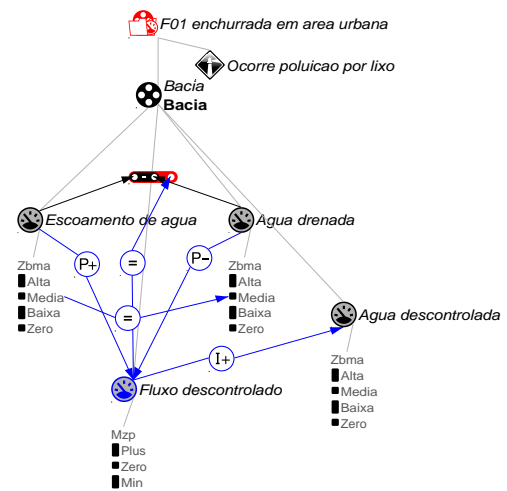 F01 enchurrada em area urbana
Ocorre poluicao por lixo
Bacía
Bacia
-
Escoamento de agua
Agua drenada
P+
=
P-
Zbma
Alta
Media
Baixa
Zero
Zbma
Alta
Media
Baixa
Zero
=
Agua descontrolada
I+
Zbma
Alta
Media
Baixa
Zero
Fluxo descontrolado
Mzp
Plus
Zero
Min